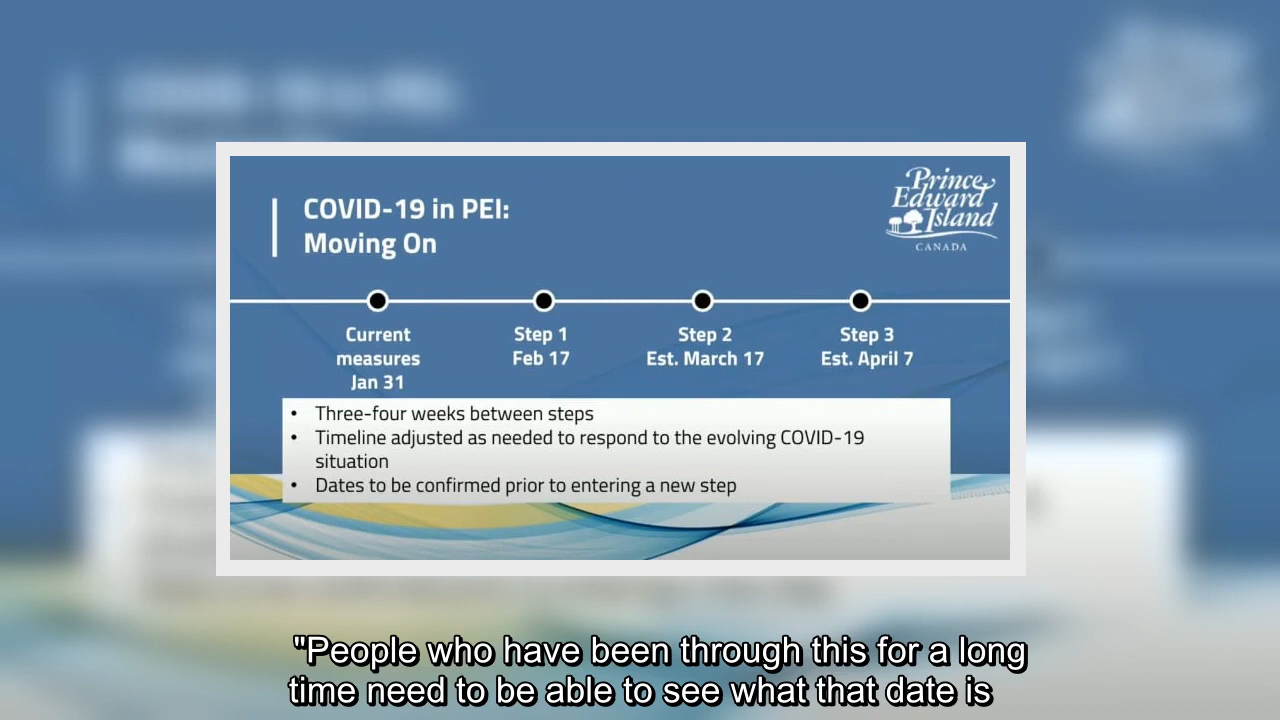 COVID-19 in PEI:
Moving On
Prince
Edward
Island
CANADA
Current
measures
Jan 31
Step 1
Feb 17
Step 2
Est. March 17
Step 3
Est. April 7
• Three-four weeks between steps
• Timeline adjusted as needed to respond to the evolving COVID-19
situation
• Dates to be confirmed prior to entering a new step
"People who have been through this for a long
time need to be able to see what that date is